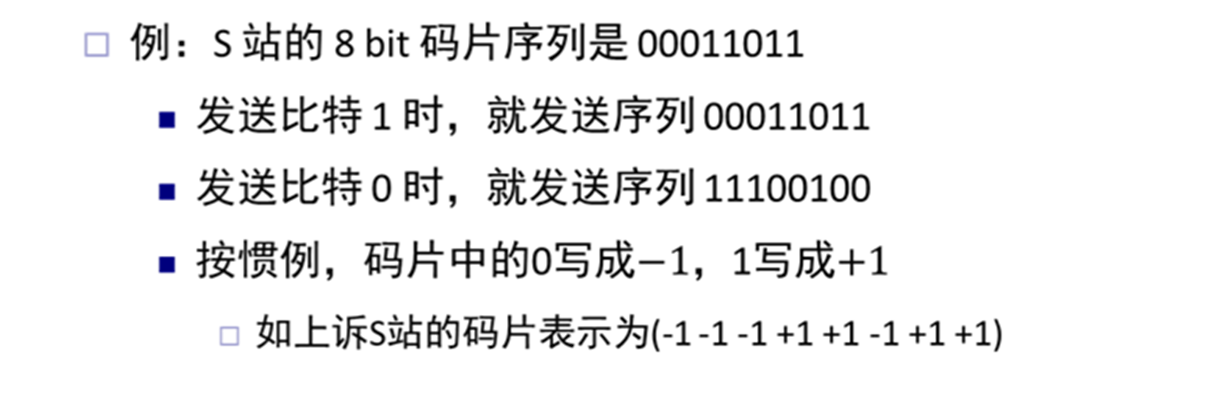 例：S 站的 8 bit 码片序列是 00011011
发送比特 1 时，就发送序列 00011011
发送比特 0 时，就发送序列 11100100
按惯例，码片中的0写成−1，1写成+1
如上诉S站的码片表示为(-1 -1 -1 +1 +1 -1 +1 +1)